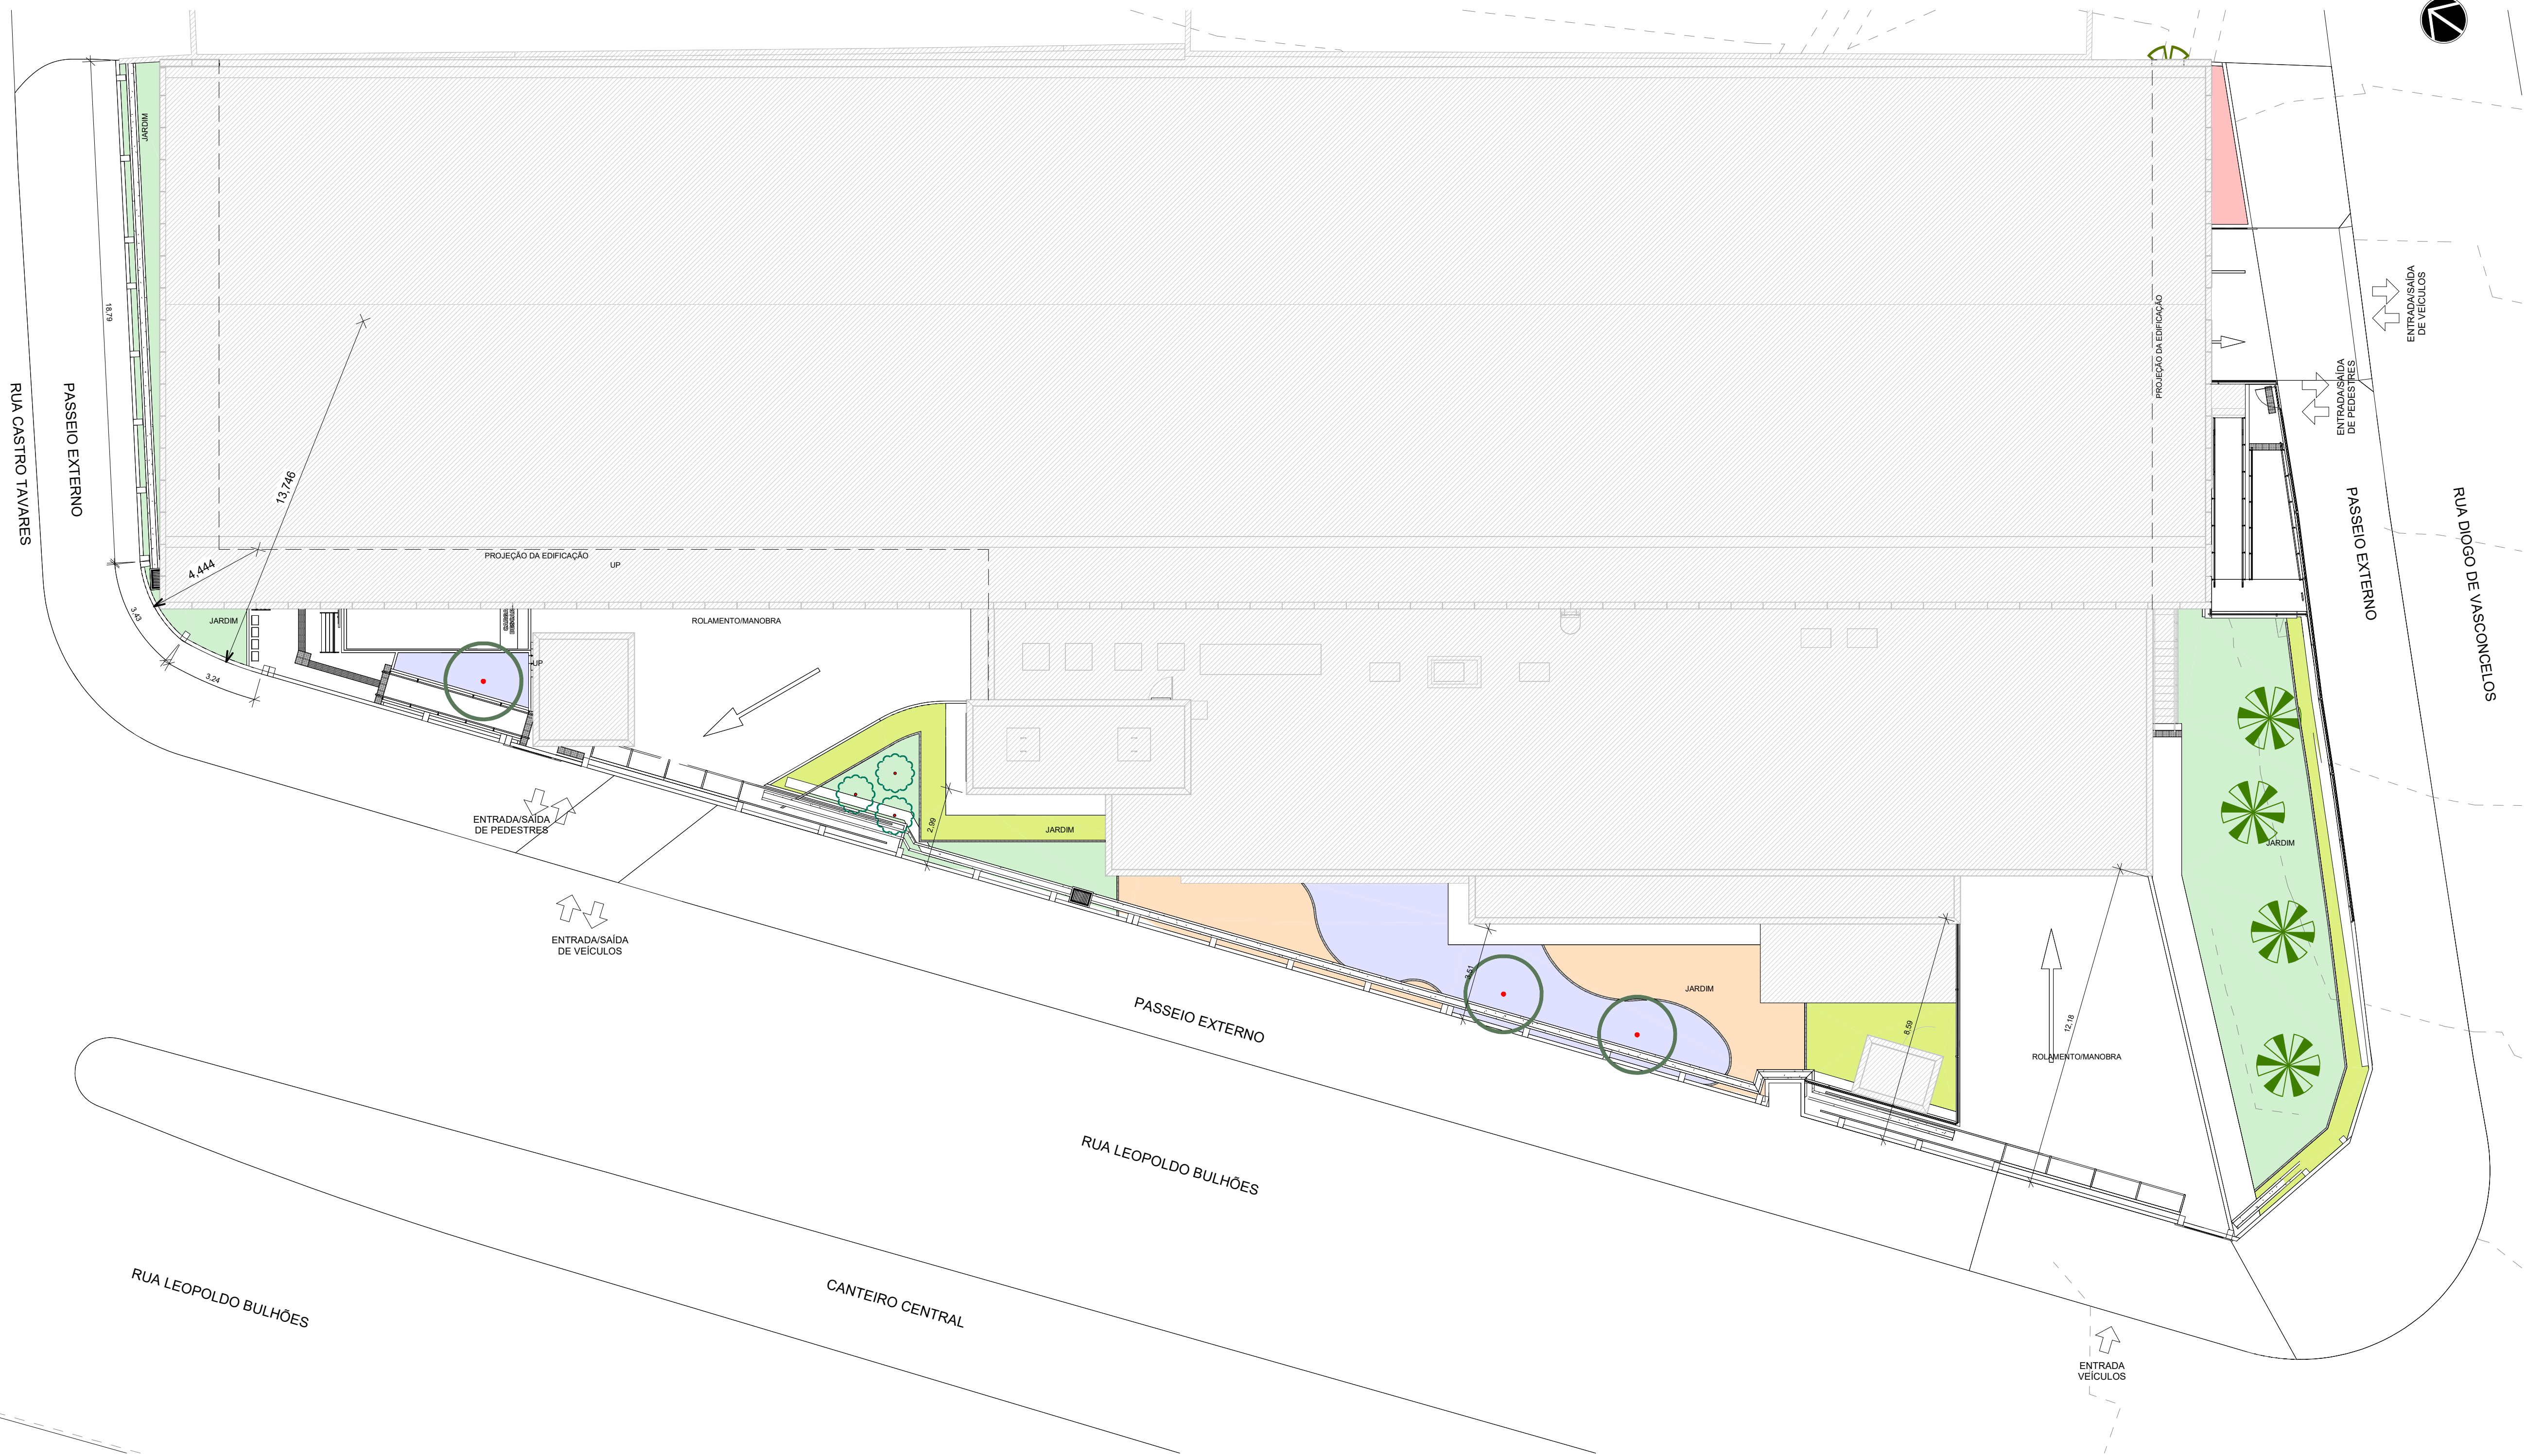 JARDIM
18,79
RUA CASTRO TAVARES
PASSEIO EXTERNO
13,746
4,444
3,43
3,24
JARDIM
PROJEÇÃO DA EDIFICAÇÃO
UP
UP
ROLAMENTO/MANOBRA
ENTRADA/SAÍDA
DE PEDESTRES
ENTRADA/SAÍDA
DE VEÍCULOS
2,99
JARDIM
PROJEÇÃO DA EDIFICAÇÃO
ENTRADA/SAÍDA
DE VEÍCULOS
ENTRADA/SAÍDA
DE PEDESTRES
PASSEIO EXTERNO
RUA DIOGO DE VASCONCELOS
JARDIM
3,51
JARDIM
8,59
12,18
ROLAMENTO/MANOBRA
PASSEIO EXTERNO
RUA LEOPOLDO BULHÕES
CANTEIRO CENTRAL
RUA LEOPOLDO BULHÕES
ENTRADA
VEÍCULOS